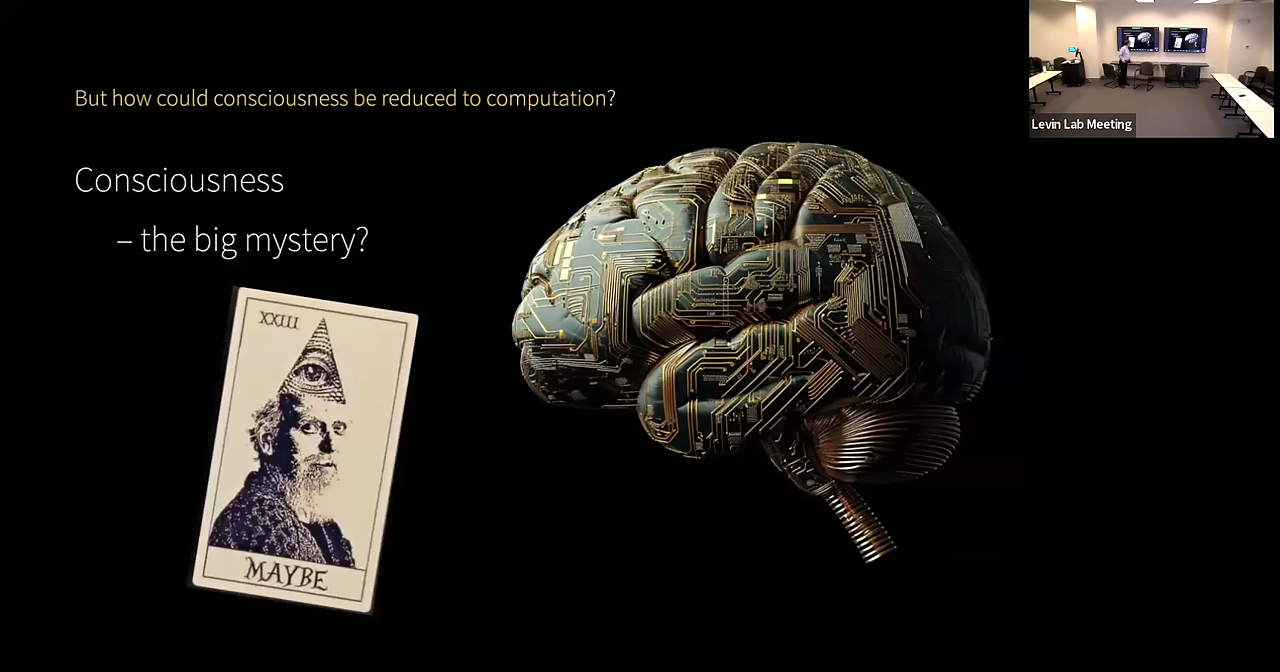 But how could consciousness be reduced to computation?
Consciousness
– the big mystery?
XXIII
MAYBE
Levin Lab Meeting